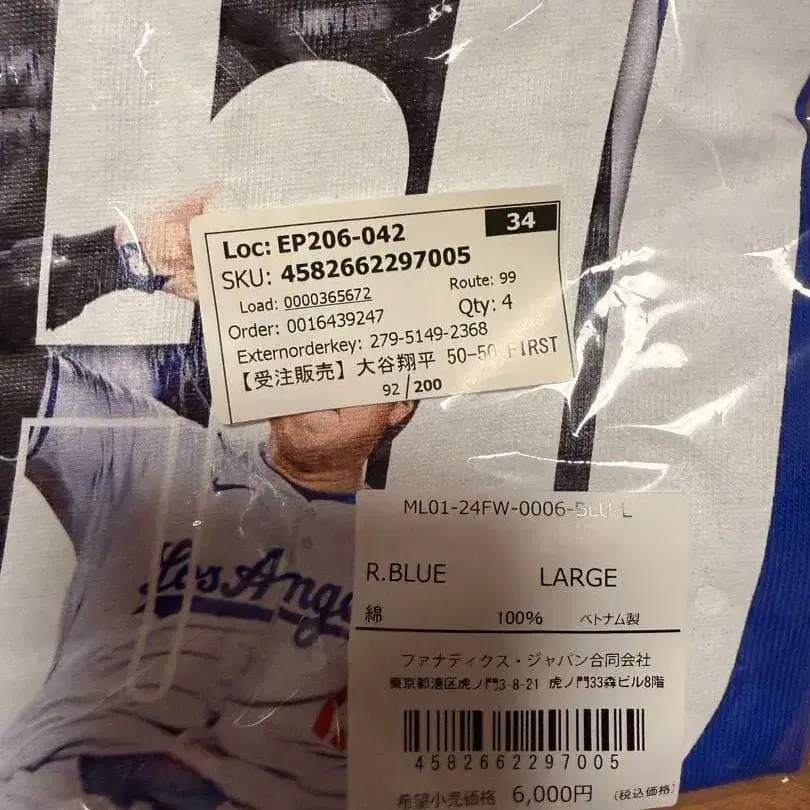 34
Loc: EP206-042
SKU: 4582662297005
Load: 0000365672 Route: 99
Order: 0016439247 Qty: 4
Externorderkey: 279-5149-2368
【受注販売】大谷翔平 50-50 FIRST
92/200
Los Ange
ML01-24FW-0006-BLU-L
R.BLUE LARGE
綿 100% ベトナム製
ファナティクス・ジャパン合同会社
東京都港区虎ノ門3-8-21 虎ノ門33森ビル8階
4582662297005
希望小売価格 6,000円 (税込価格)